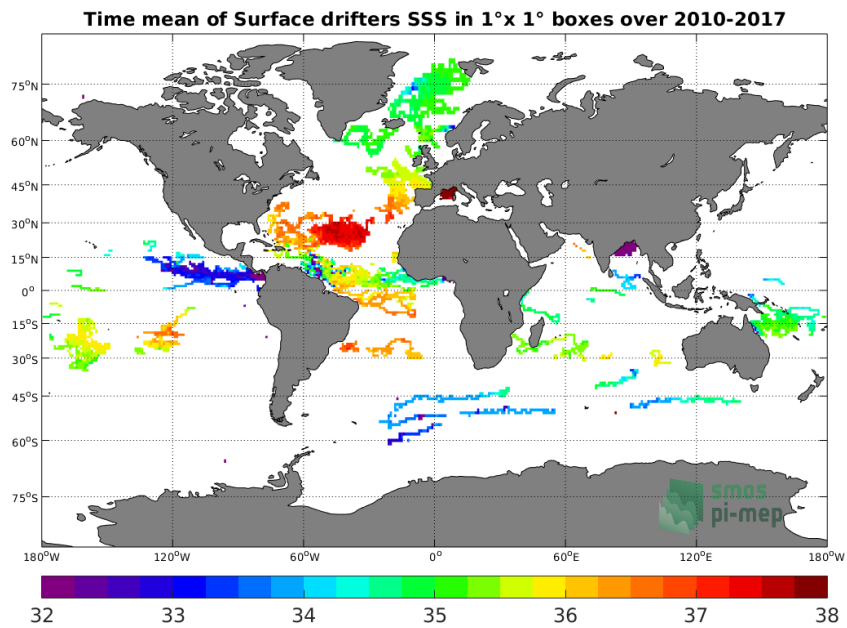 Time mean of Surface drifters SSS in 1°x 1° boxes over 2010-2017
75°N
60°N
45°N
30°N
15°N
0°
15°S
30°S
45°S
60°S
75°S
smos
pi-mep
180°W 120°W 60°W 0° 60°E 120°E 180°W
32 33 34 35 36 37 38